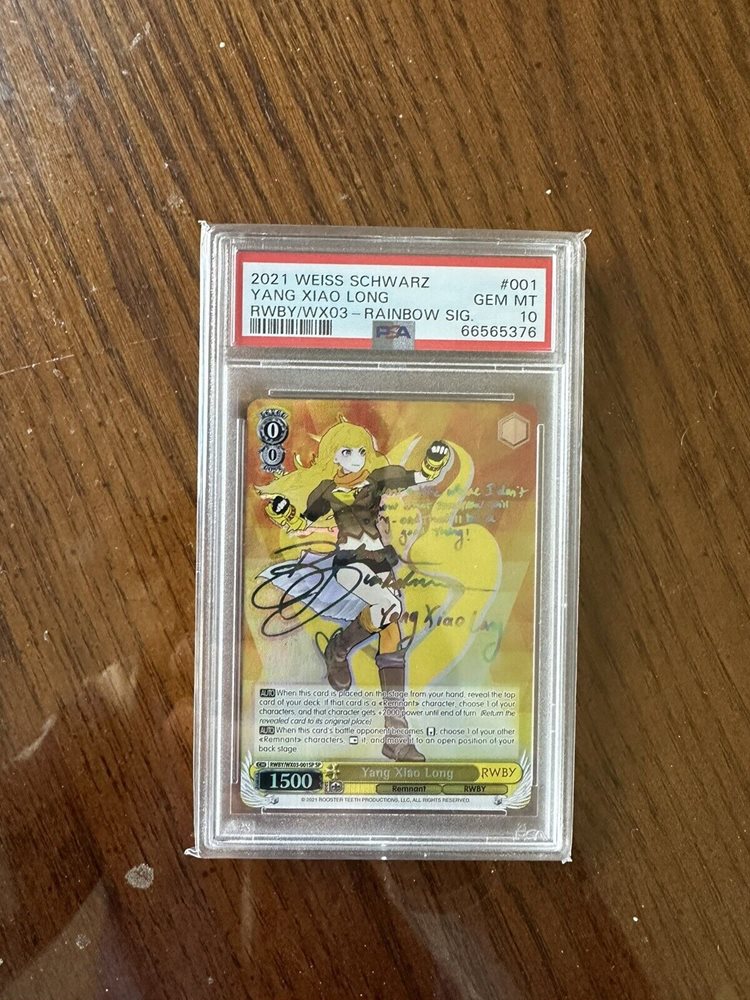 2021 WEISS SCHWARZ #001
YANG XIAO LONG GEM MT
RWBY/WX03-RAINBOW SIG. 10
PSA 66565376
0
0
I don't
will
thing!
Yang Xiao Long
AUTO When this card is placed on the stage from your hand, reveal the top
card of your deck. If that card is a «Remnant» character, choose 1 of your
characters, and that character gets +2000 power until end of turn. (Return the
revealed card to its original place)
AUTO When this card's battle opponent becomes, choose 1 of your other
«Remnant» characters, it, and move it to an open position of your
back stage
RWBY/WX03-001SP SP
1500 Yang Xiao Long RWBY
Remnant RWBY
© 2021 ROOSTER TEETH PRODUCTIONS, LLC, ALL RIGHTS RESERVED.